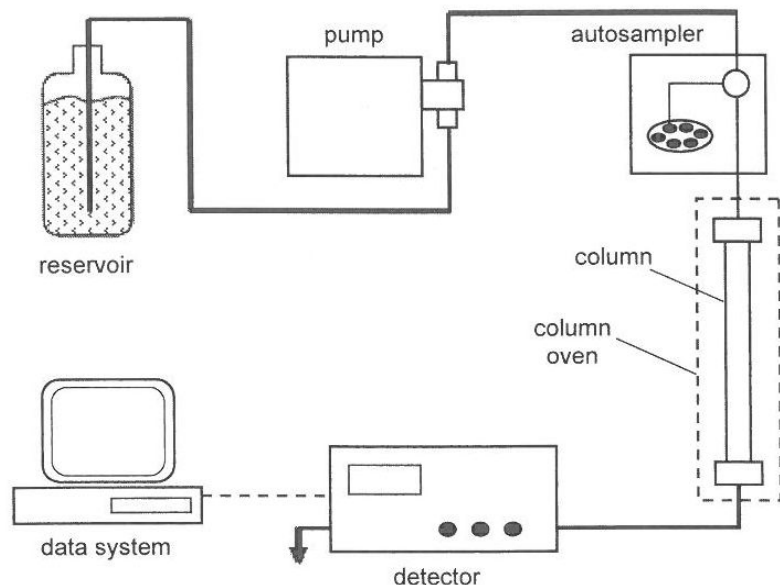 pump
autosampler
reservoir
column
column
oven
data system
detector